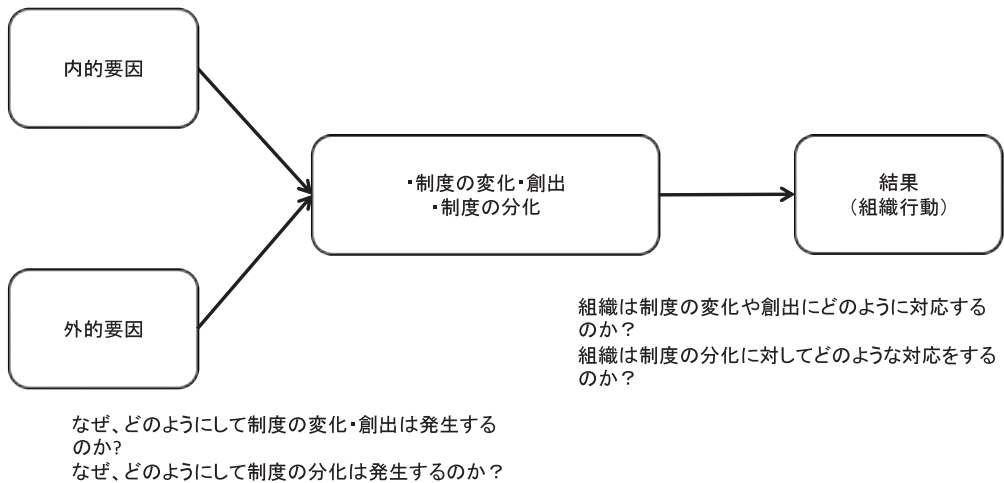 内的要因
・制度の変化・創出
・制度の分化
結果
（組織行動）
外的要因
組織は制度の変化や創出にどのように対応する
のか？
組織は制度の分化に対してどのような対応をする
のか？
なぜ、どのようにして制度の変化・創出は発生する
のか?
なぜ、どのようにして制度の分化は発生するのか？